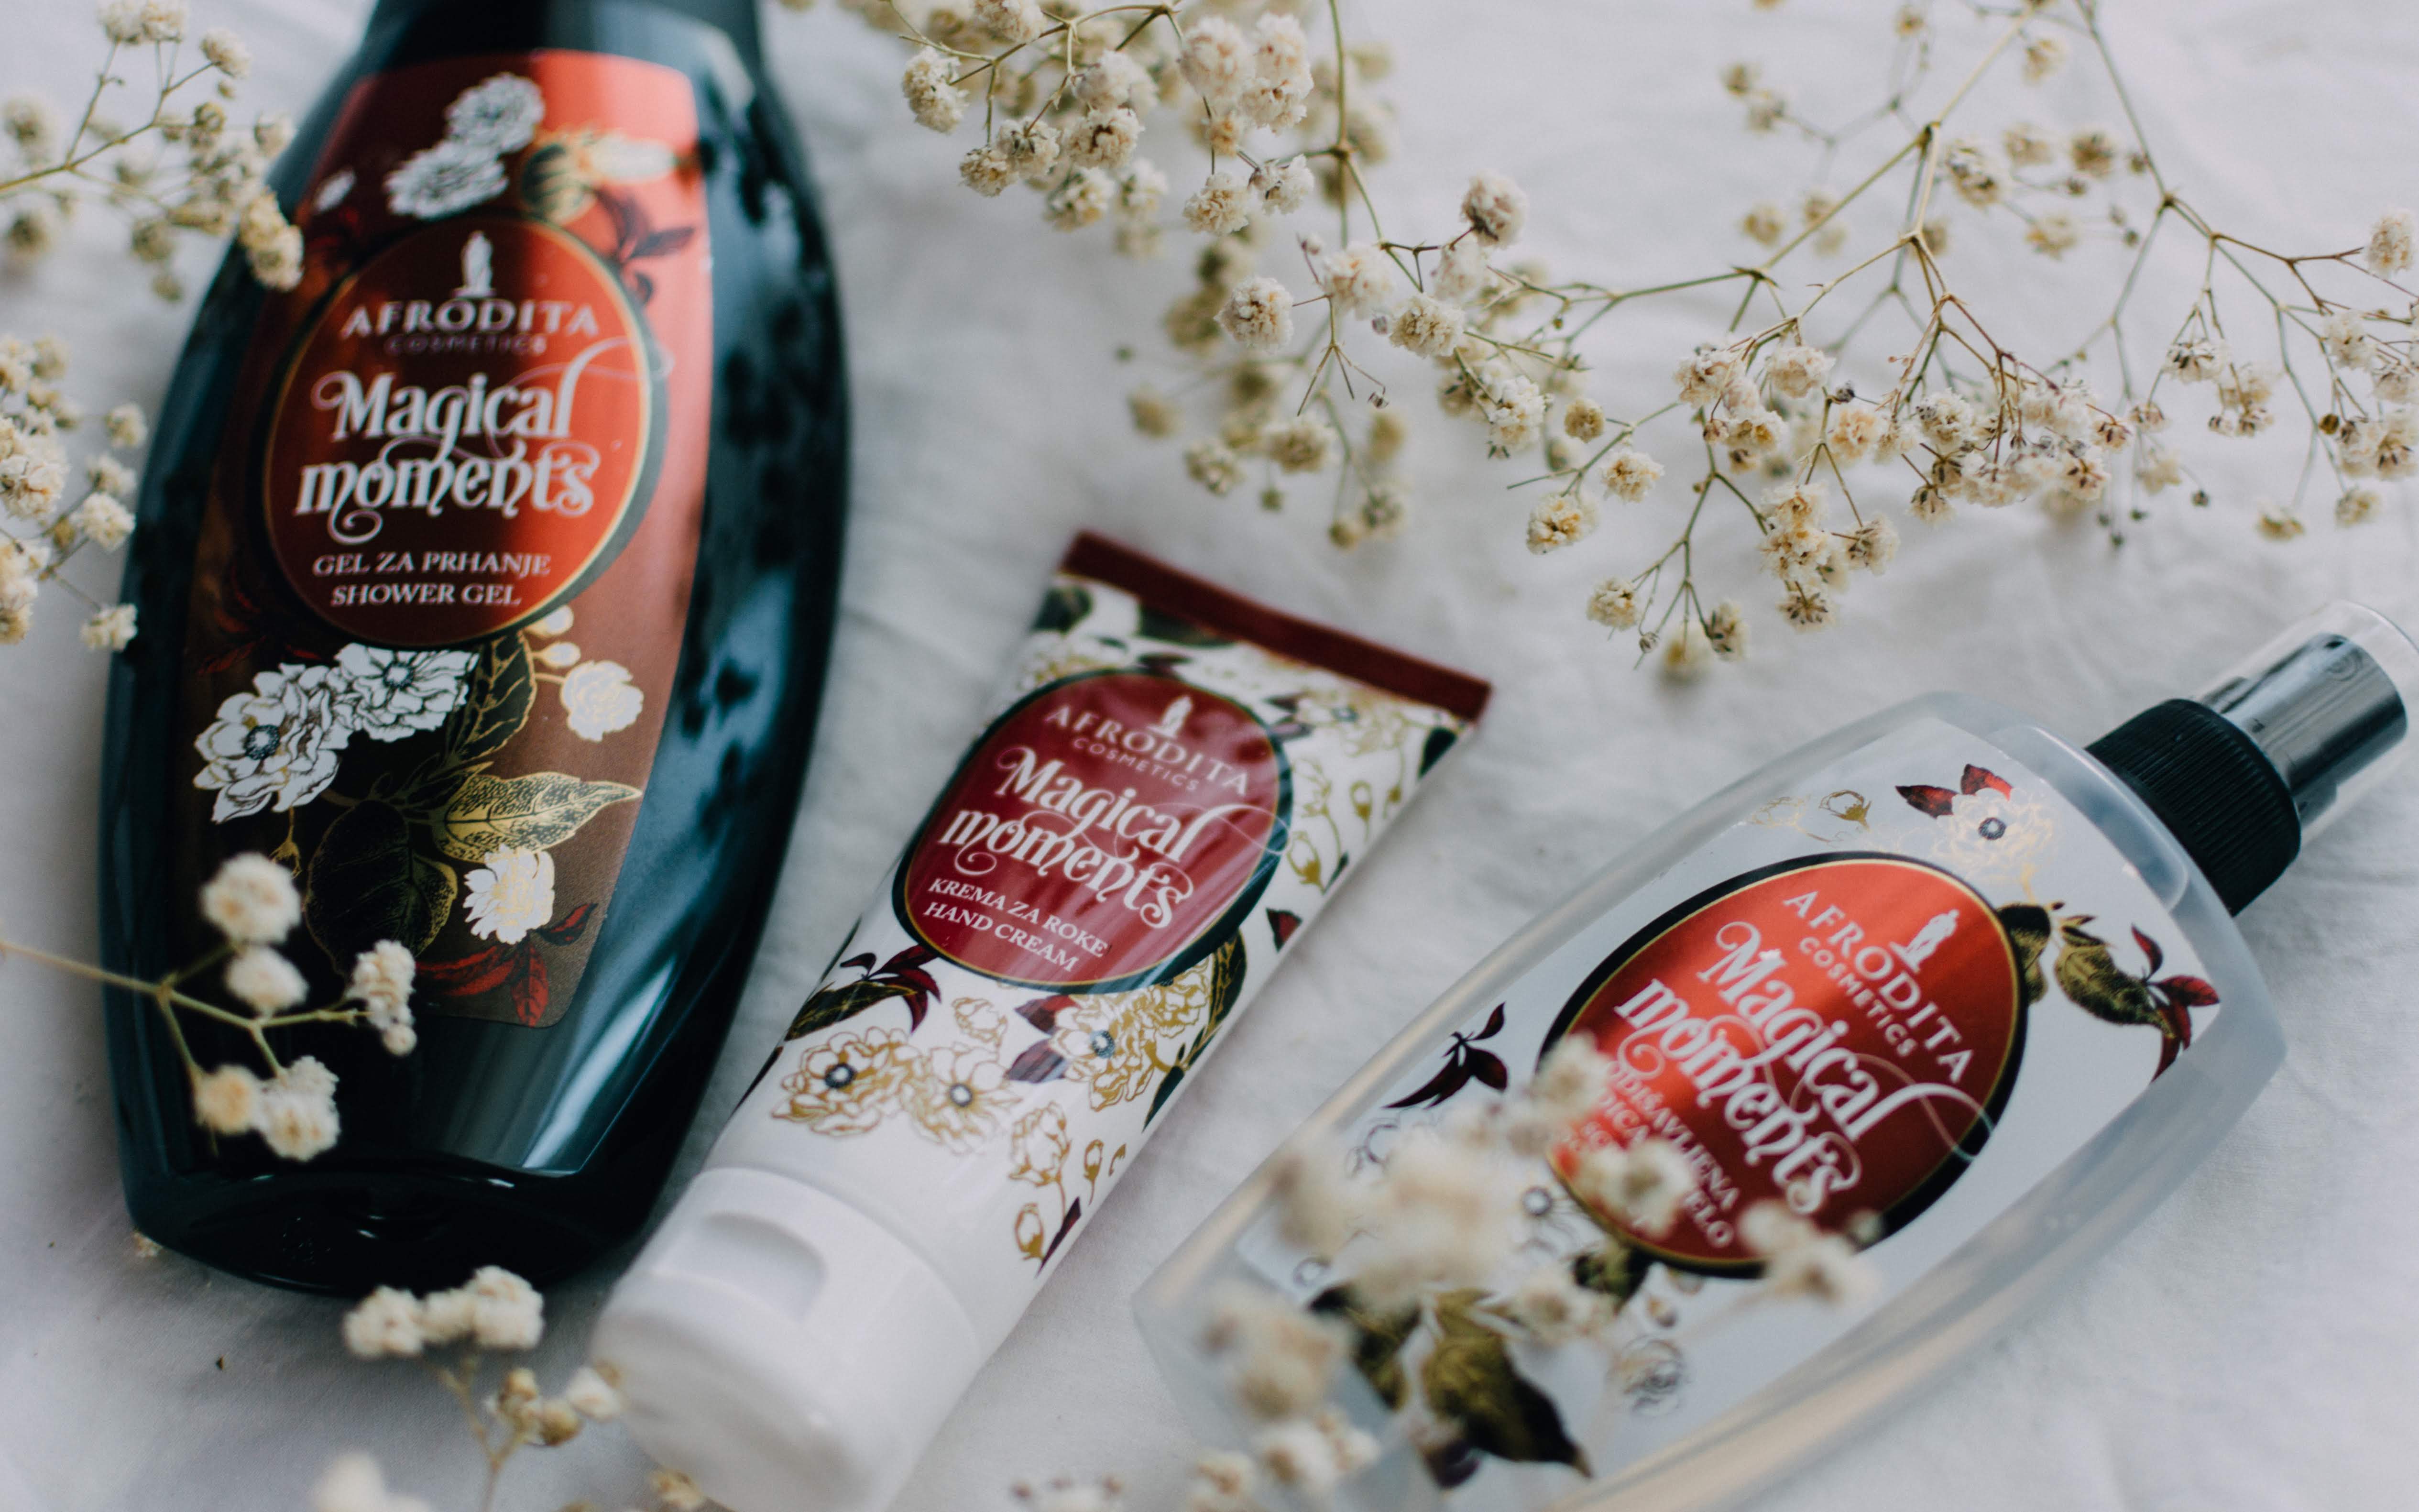 AFRODITA
COSMETICS
Magical
moments
GEL ZA PRHANJE
SHOWER GEL
AFRODITA
COSMETICS
Magical
moments
KREMA ZA ROKE
HAND CREAM
AFRODITA
COSMETICS
Magical
moments